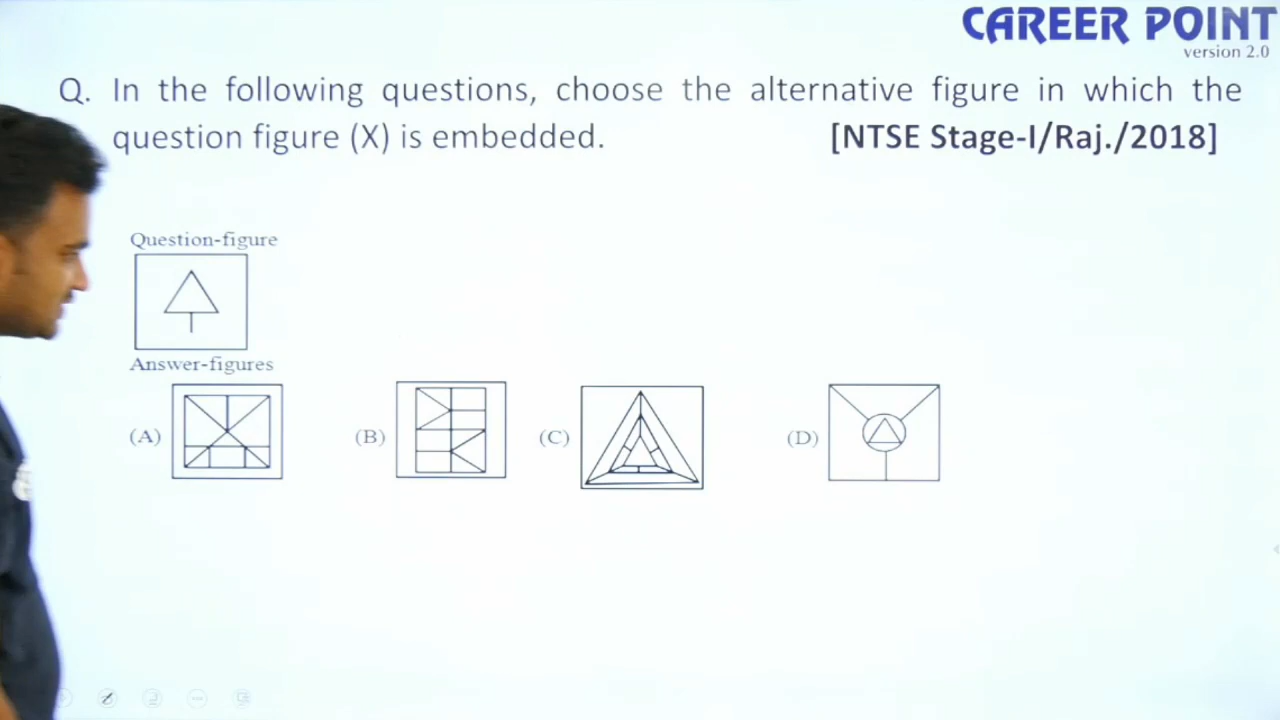 CAREER POINT
version 2.0
Q. In the following questions, choose the alternative figure in which the
question figure (X) is embedded. [NTSE Stage-I/Raj./2018]
Question-figure
Answer-figures
(A) (B) (C) (D)